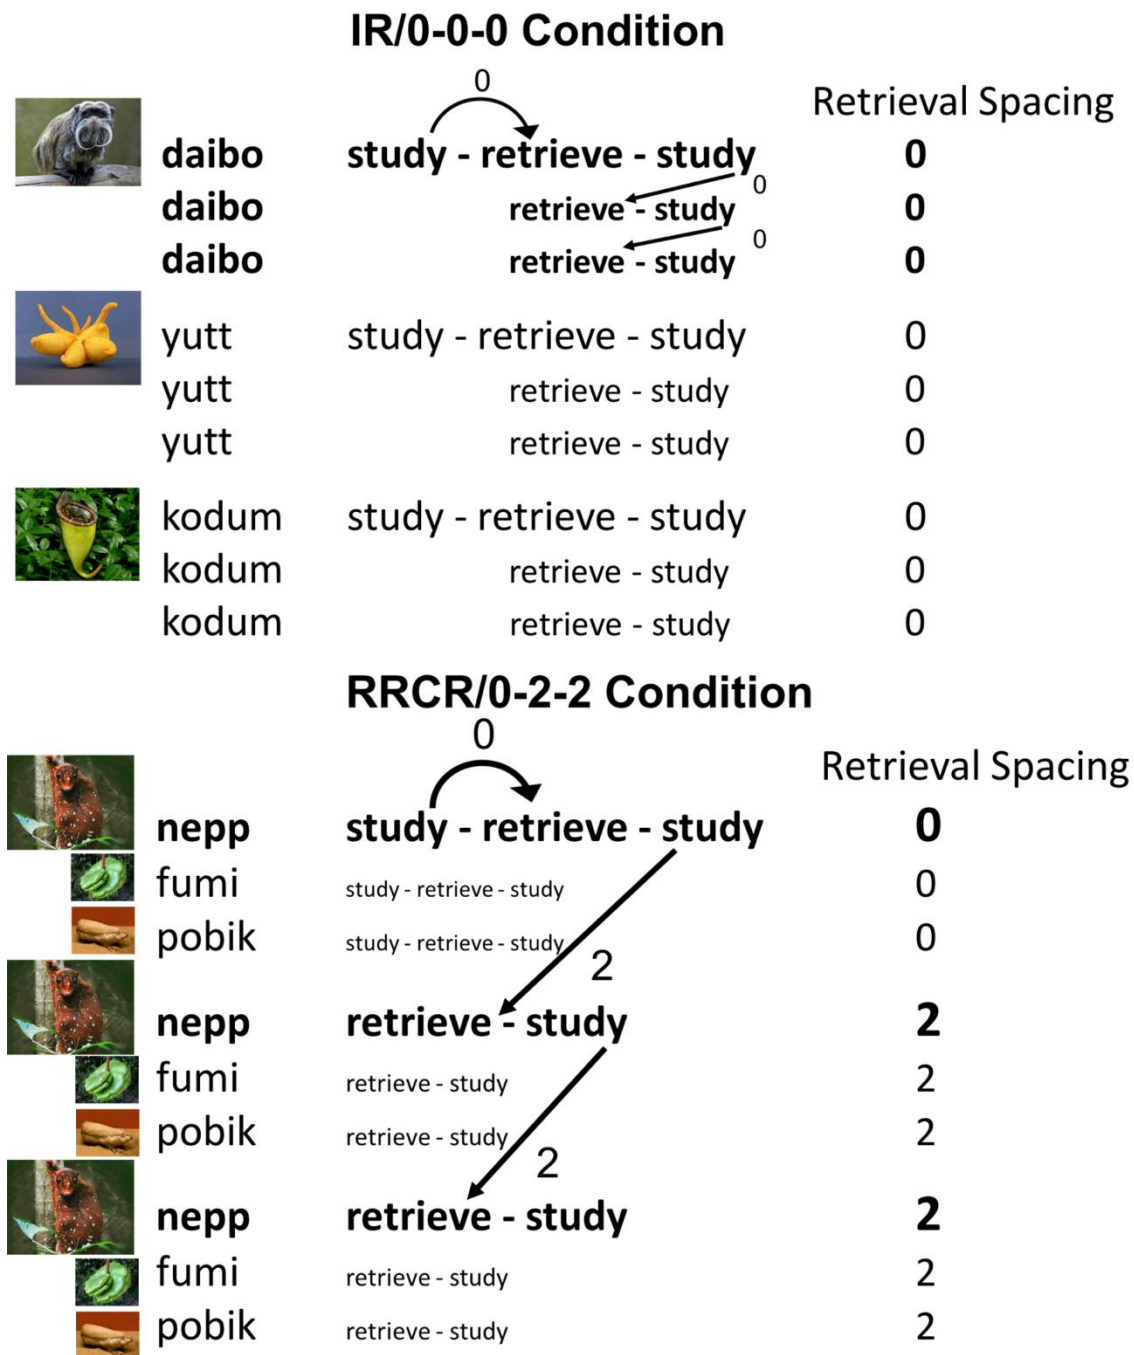 IR/0-0-0 Condition
0
Retrieval Spacing
daibo study - retrieve - study 0
0
daibo retrieve - study 0
0
daibo retrieve - study 0
yutt study - retrieve - study 0
yutt retrieve - study 0
yutt retrieve - study 0
kodum study - retrieve - study 0
kodum retrieve - study 0
kodum retrieve - study 0
RRCR/0-2-2 Condition
0
Retrieval Spacing
nepp study - retrieve - study 0
fumi study - retrieve - study 0
pobik study - retrieve - study 0
2
nepp retrieve - study 2
fumi retrieve - study 2
pobik retrieve - study 2
2
nepp retrieve - study 2
fumi retrieve - study 2
pobik retrieve - study 2